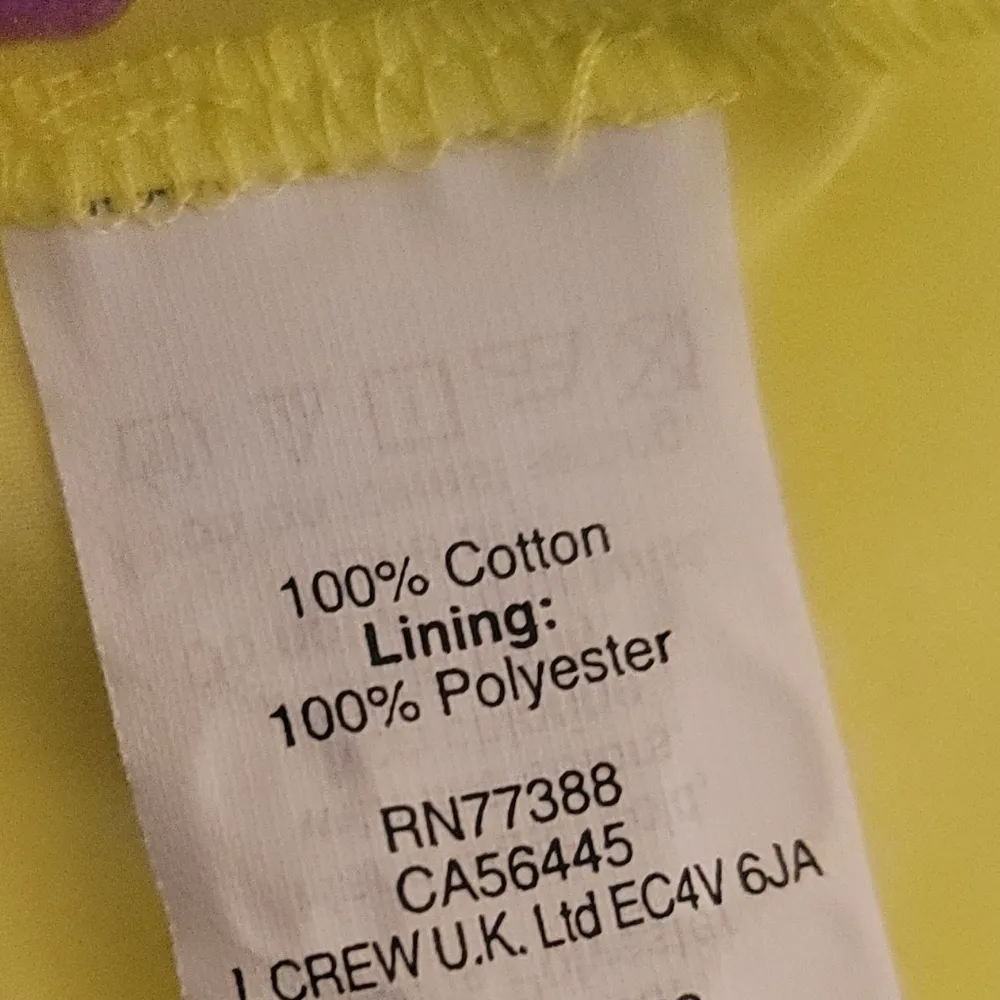 100% Cotton
Lining:
100% Polyester
RN77388
CA56445
J.CREW U.K. Ltd EC4V 6JA